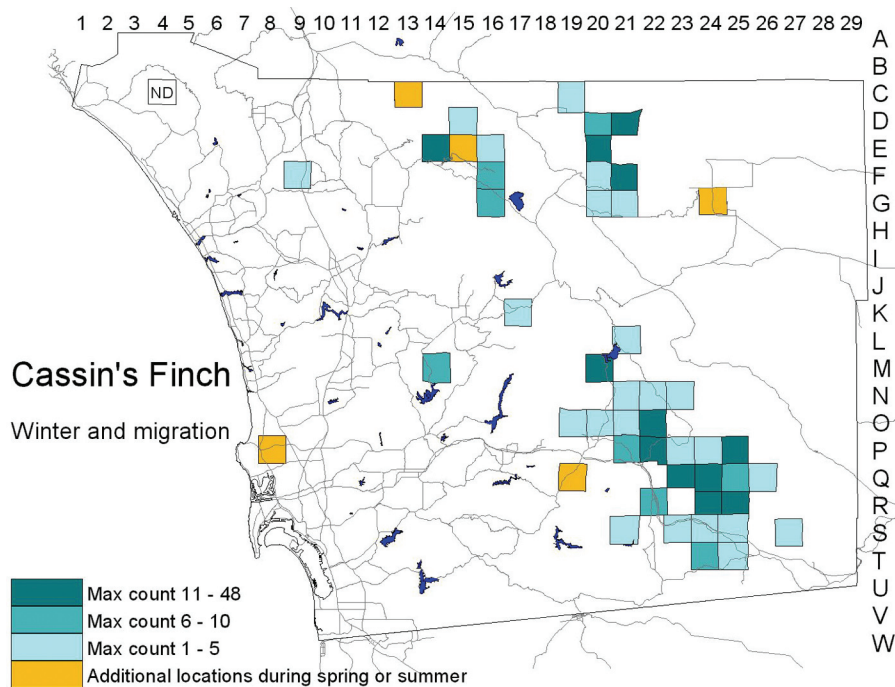 1 2 3 4 5 6 7 8 9 10 11 12 13 14 15 16 17 18 19 20 21 22 23 24 25 26 27 28 29
A
B
C
D
E
F
G
H
I
J
K
L
M
N
O
P
Q
R
S
T
U
V
W
ND
Cassin's Finch
Winter and migration
Max count 11 - 48
Max count 6 - 10
Max count 1 - 5
Additional locations during spring or summer